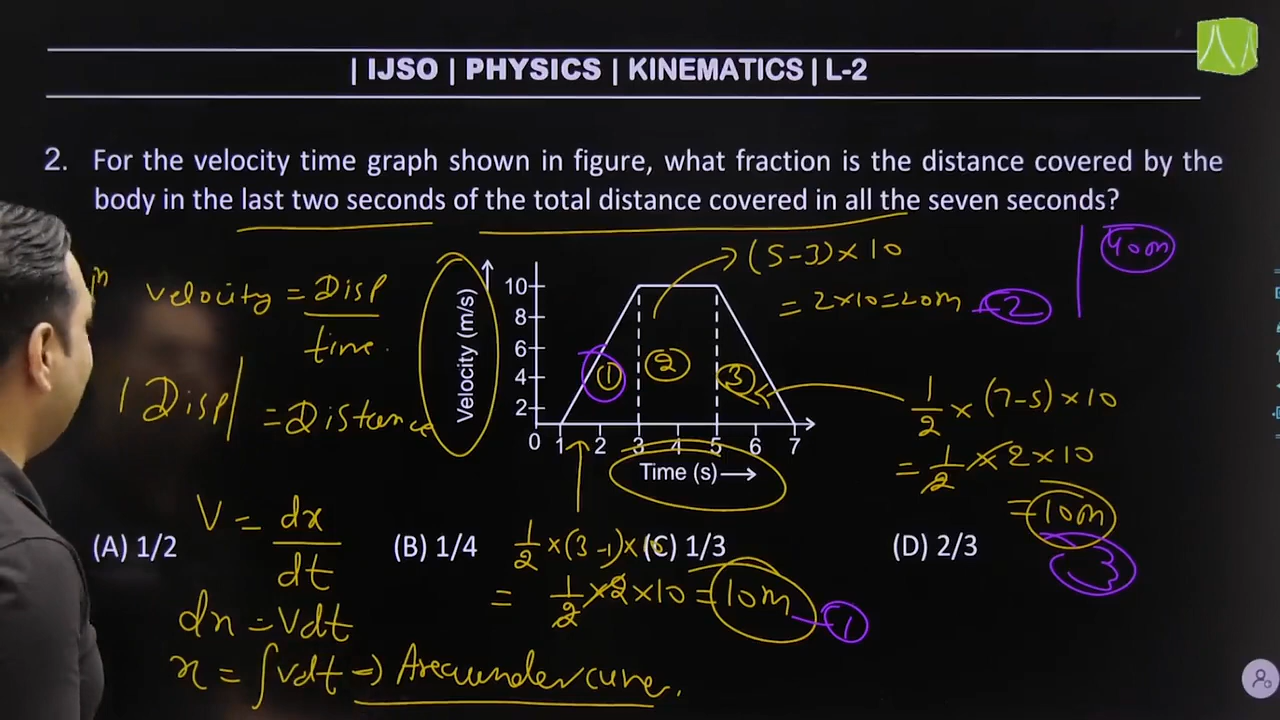 | IJSO | PHYSICS | KINEMATICS | L-2
2. For the velocity time graph shown in figure, what fraction is the distance covered by the
body in the last two seconds of the total distance covered in all the seven seconds?
velocity = Disp
time.
|Disp| = Distance
V = dx
dt
dx = Vdt
x = ∫vdt → Area under curve.
Velocity (m/s)
10
8
6
4
2
0 1 2 3 4 5 6 7
Time (s)
1
2
3
(5-3) × 10
= 2×10=20m
2
40m
1/2 × (7-5) × 10
= 1/2 × 2 × 10
= 10m
3
1/2 × (3-1) ×
= 1/2 × 2 × 10 = 10m
1
(A) 1/2
(B) 1/4
(C) 1/3
(D) 2/3